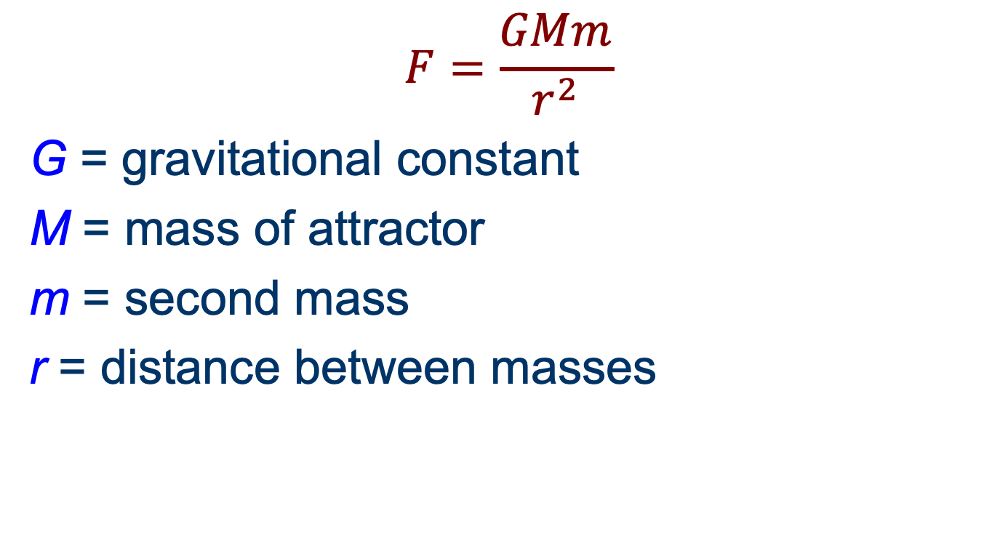 F = GMm / r²
G = gravitational constant
M = mass of attractor
m = second mass
r = distance between masses